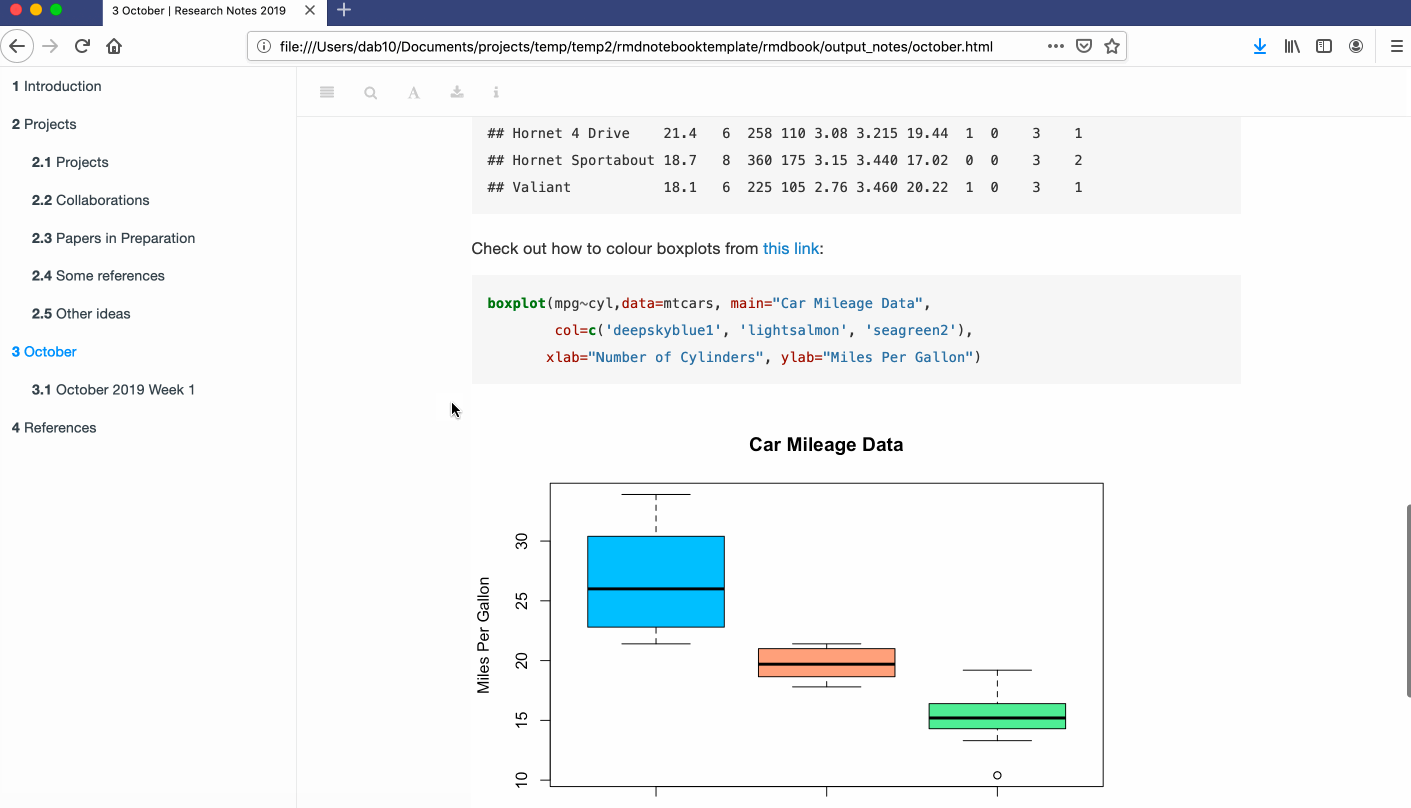 3 October | Research Notes 2019
file:///Users/dab10/Documents/projects/temp/temp2/rmdnotebooktemplate/rmdbook/output_notes/october.html
1 Introduction
2 Projects
2.1 Projects
2.2 Collaborations
2.3 Papers in Preparation
2.4 Some references
2.5 Other ideas
3 October
3.1 October 2019 Week 1
4 References
A
## Hornet 4 Drive    21.4   6  258 110 3.08 3.215 19.44  1  0    3    1
## Hornet Sportabout 18.7   8  360 175 3.15 3.440 17.02  0  0    3    2
## Valiant           18.1   6  225 105 2.76 3.460 20.22  1  0    3    1
Check out how to colour boxplots from this link:
boxplot(mpg~cyl,data=mtcars, main="Car Mileage Data",
        col=c('deepskyblue1', 'lightsalmon', 'seagreen2'),
       xlab="Number of Cylinders", ylab="Miles Per Gallon")
Car Mileage Data
Miles Per Gallon
30
25
20
15
10